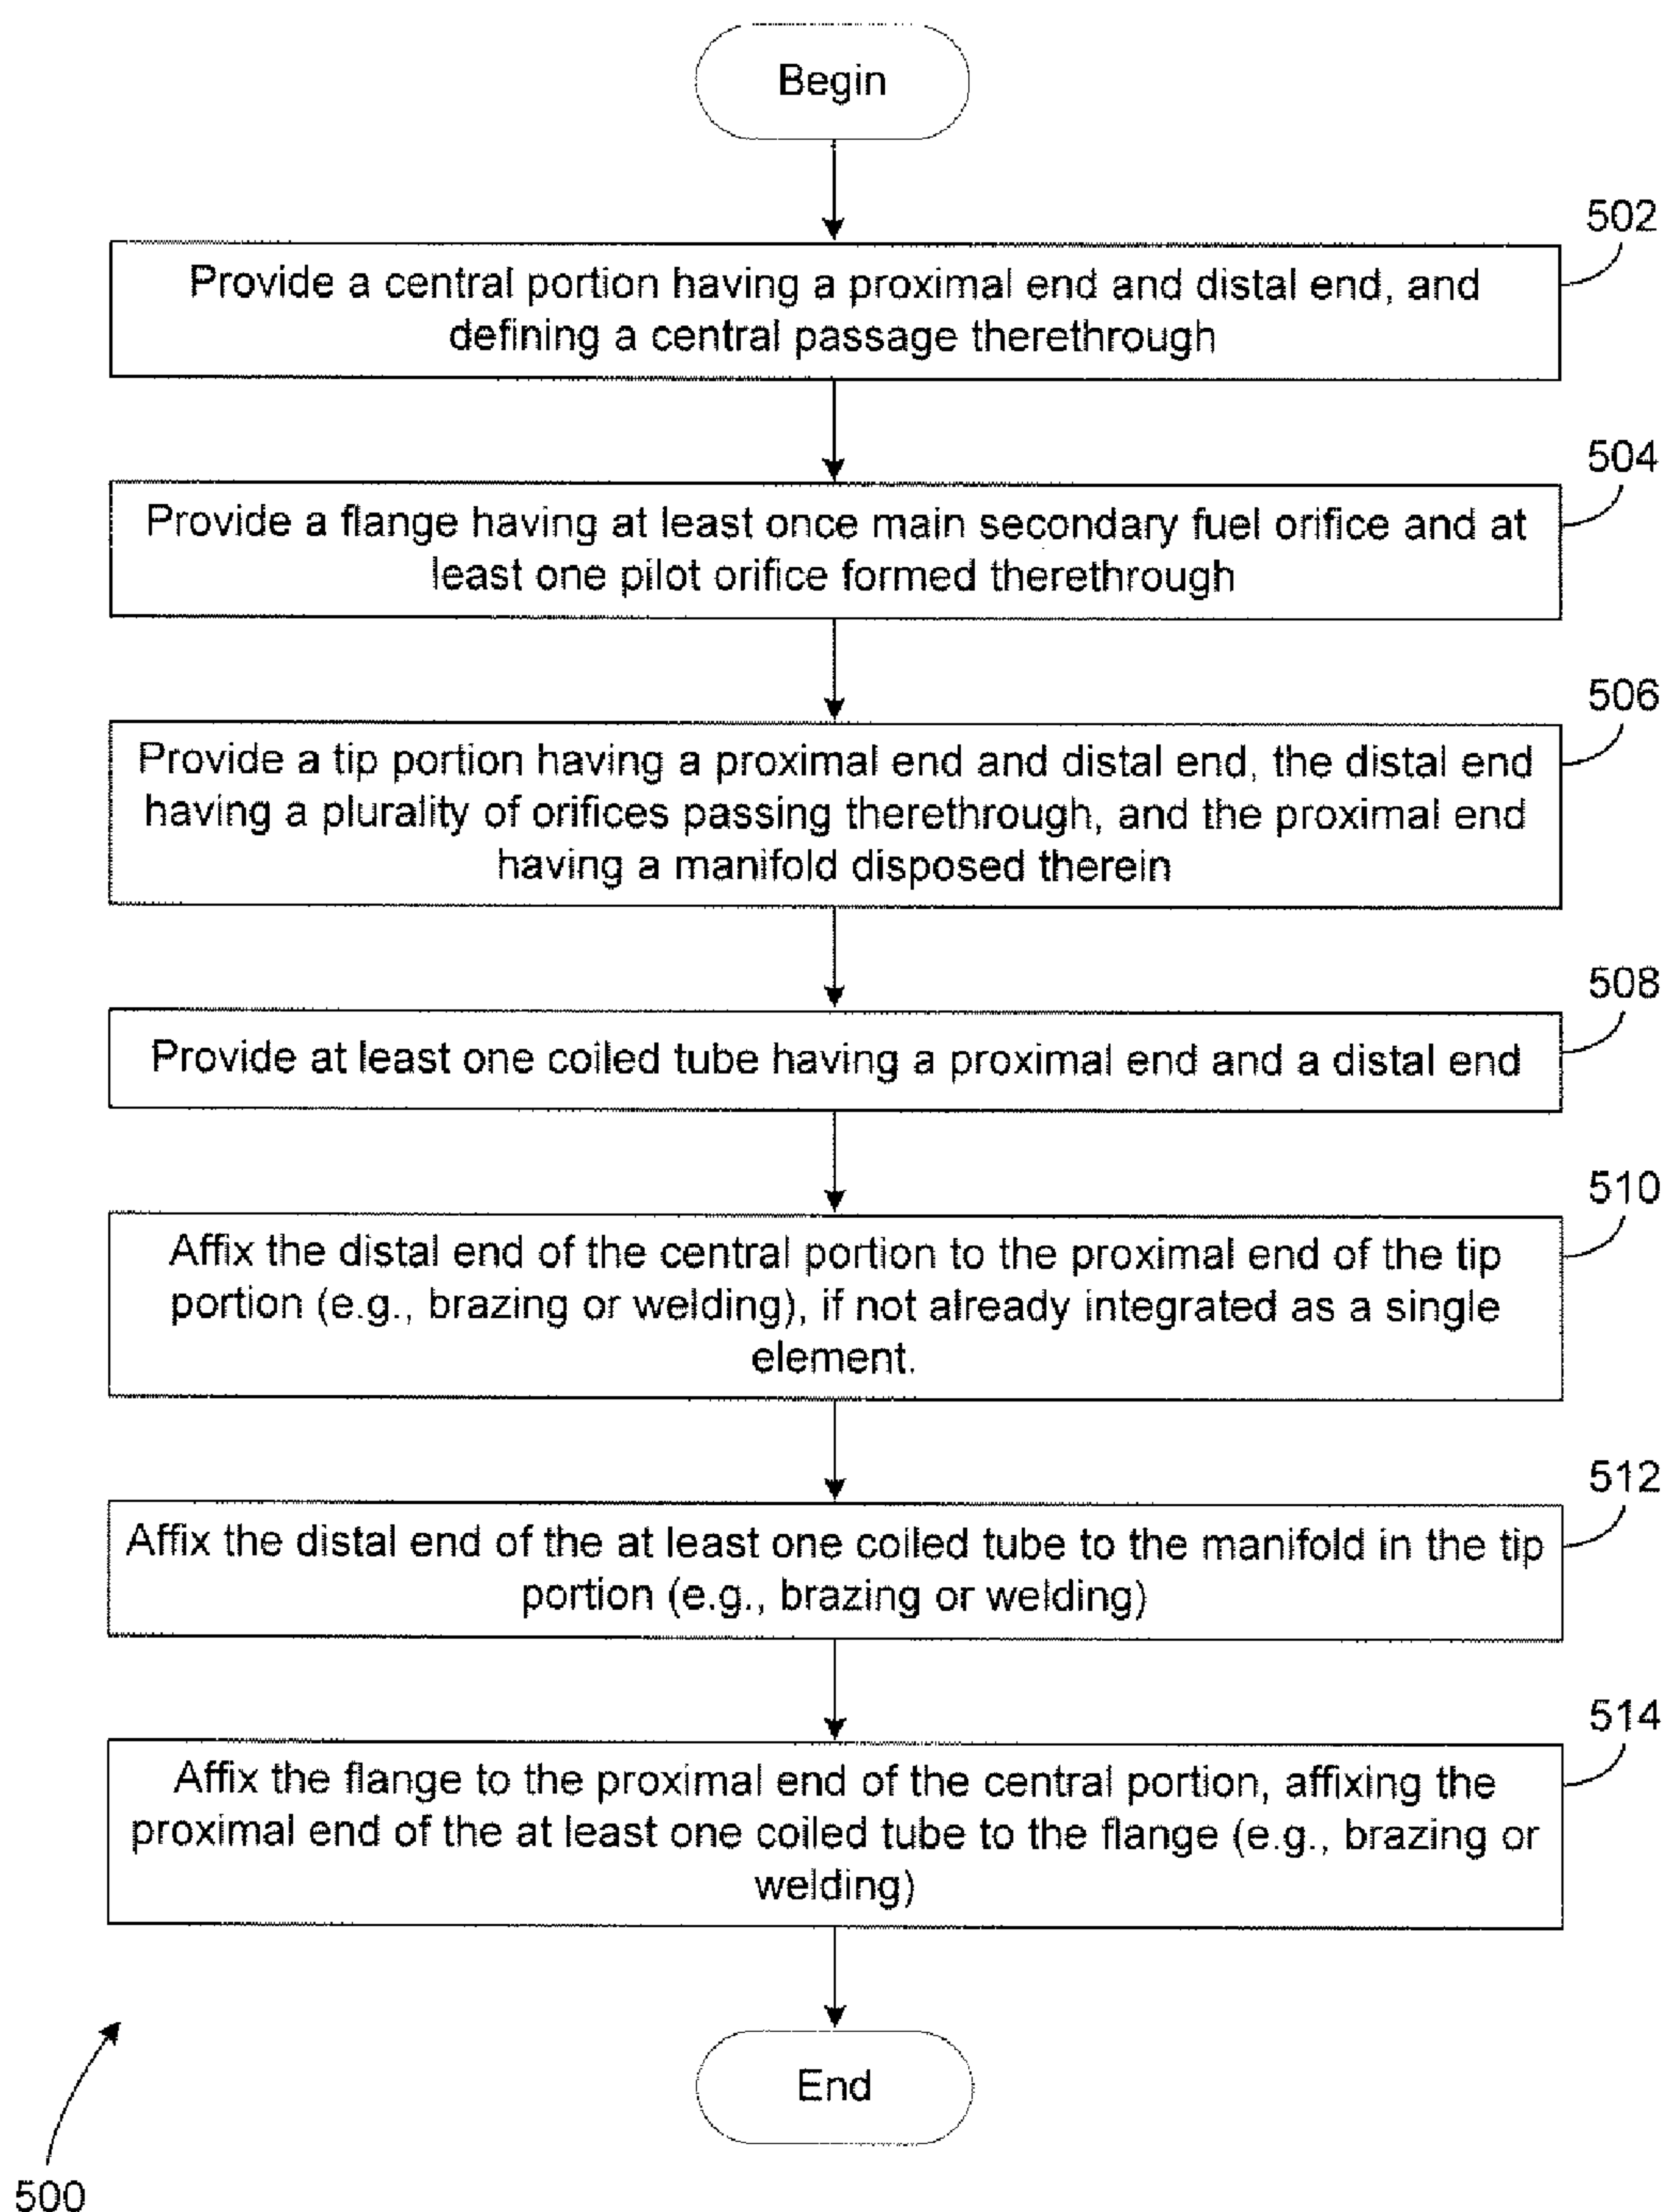 Begin
502
Provide a central portion having a proximal end and distal end, and
defining a central passage therethrough
504
Provide a flange having at least once main secondary fuel orifice and at
least one pilot orifice formed therethrough
506
Provide a tip portion having a proximal end and distal end, the distal end
having a plurality of orifices passing therethrough, and the proximal end
having a manifold disposed therein
508
Provide at least one coiled tube having a proximal end and a distal end
510
Affix the distal end of the central portion to the proximal end of the tip
portion (e.g., brazing or welding), if not already integrated as a single
element.
512
Affix the distal end of the at least one coiled tube to the manifold in the tip
portion (e.g., brazing or welding)
514
Affix the flange to the proximal end of the central portion, affixing the
proximal end of the at least one coiled tube to the flange (e.g., brazing or
welding)
End
500